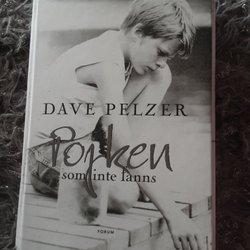 DAVE PELZER
Pojken
som inte fanns
FORUM